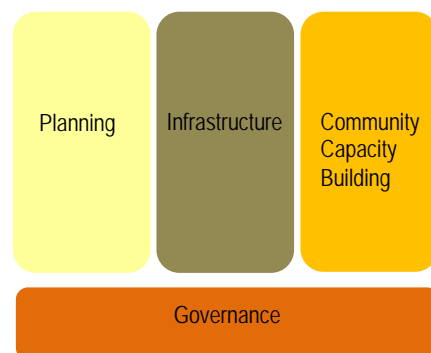 Planning
Infrastructure
Community
Capacity
Building
Governance